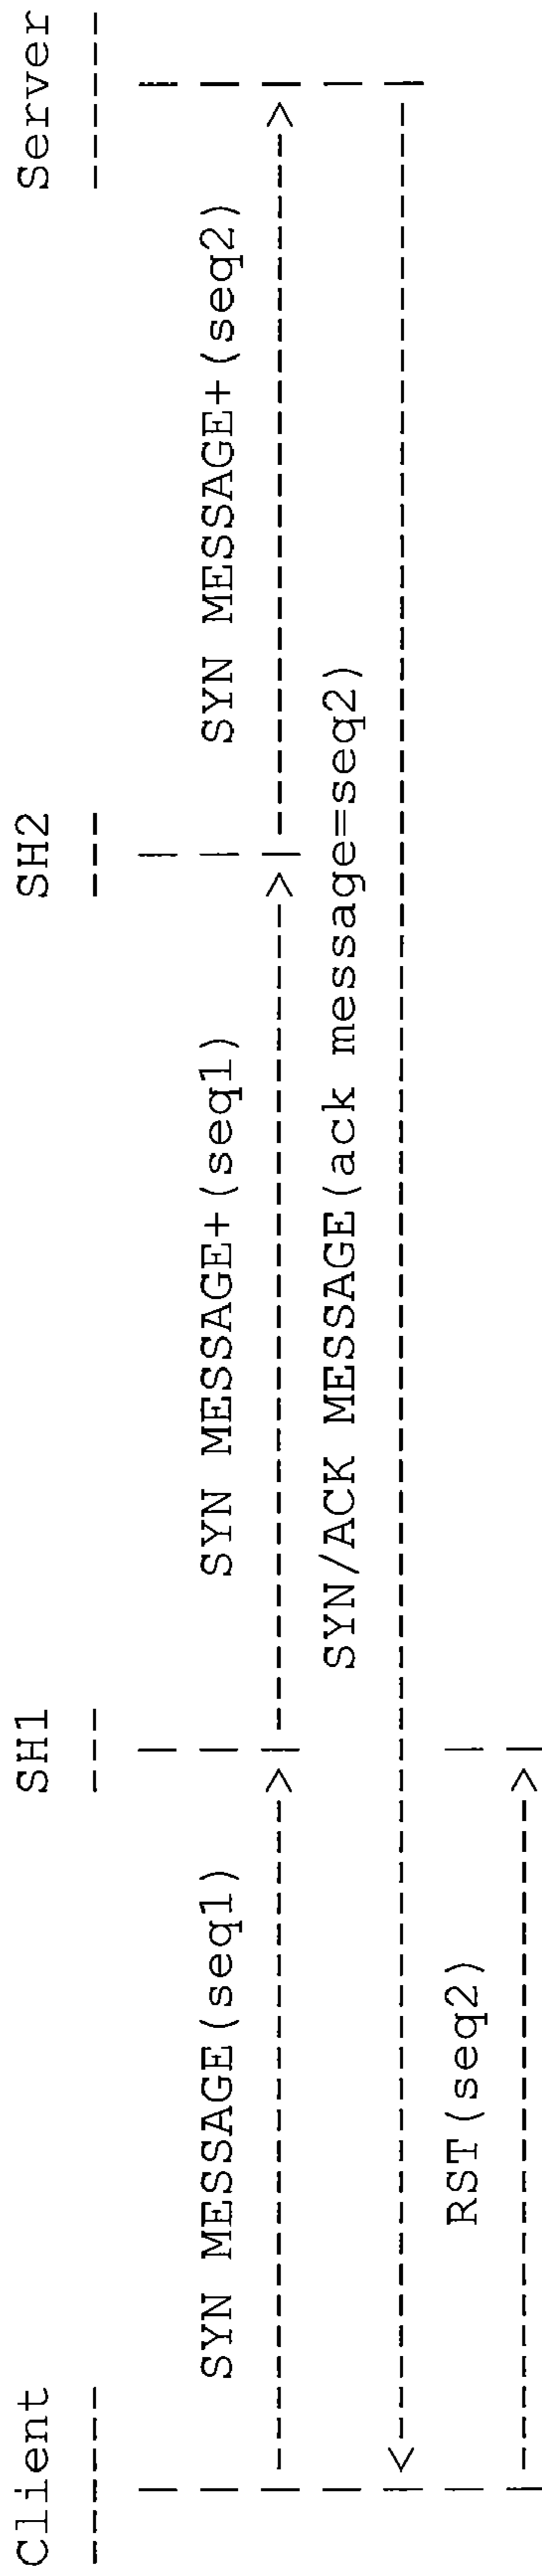 Client SH1 SH2 Server
SYN MESSAGE(seq1) SYN MESSAGE+(seq1) SYN MESSAGE+(seq2)
SYN/ACK MESSAGE(ack message=seq2)
RST(seq2)